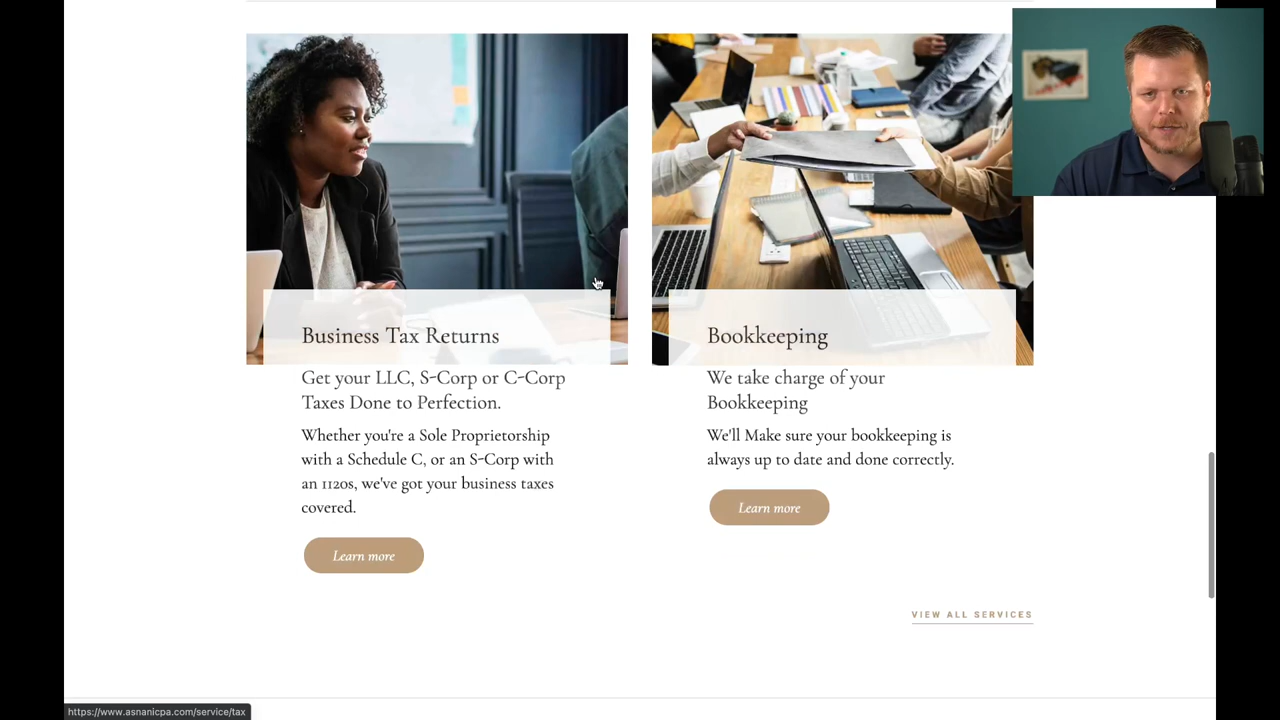 Business Tax Returns
Get your LLC, S-Corp or C-Corp
Taxes Done to Perfection.
Whether you're a Sole Proprietorship
with a Schedule C, or an S-Corp with
an 1120s, we've got your business taxes
covered.
Learn more
Bookkeeping
We take charge of your
Bookkeeping
We'll Make sure your bookkeeping is
always up to date and done correctly.
Learn more
VIEW ALL SERVICES
https://www.asnanicpa.com/service/tax